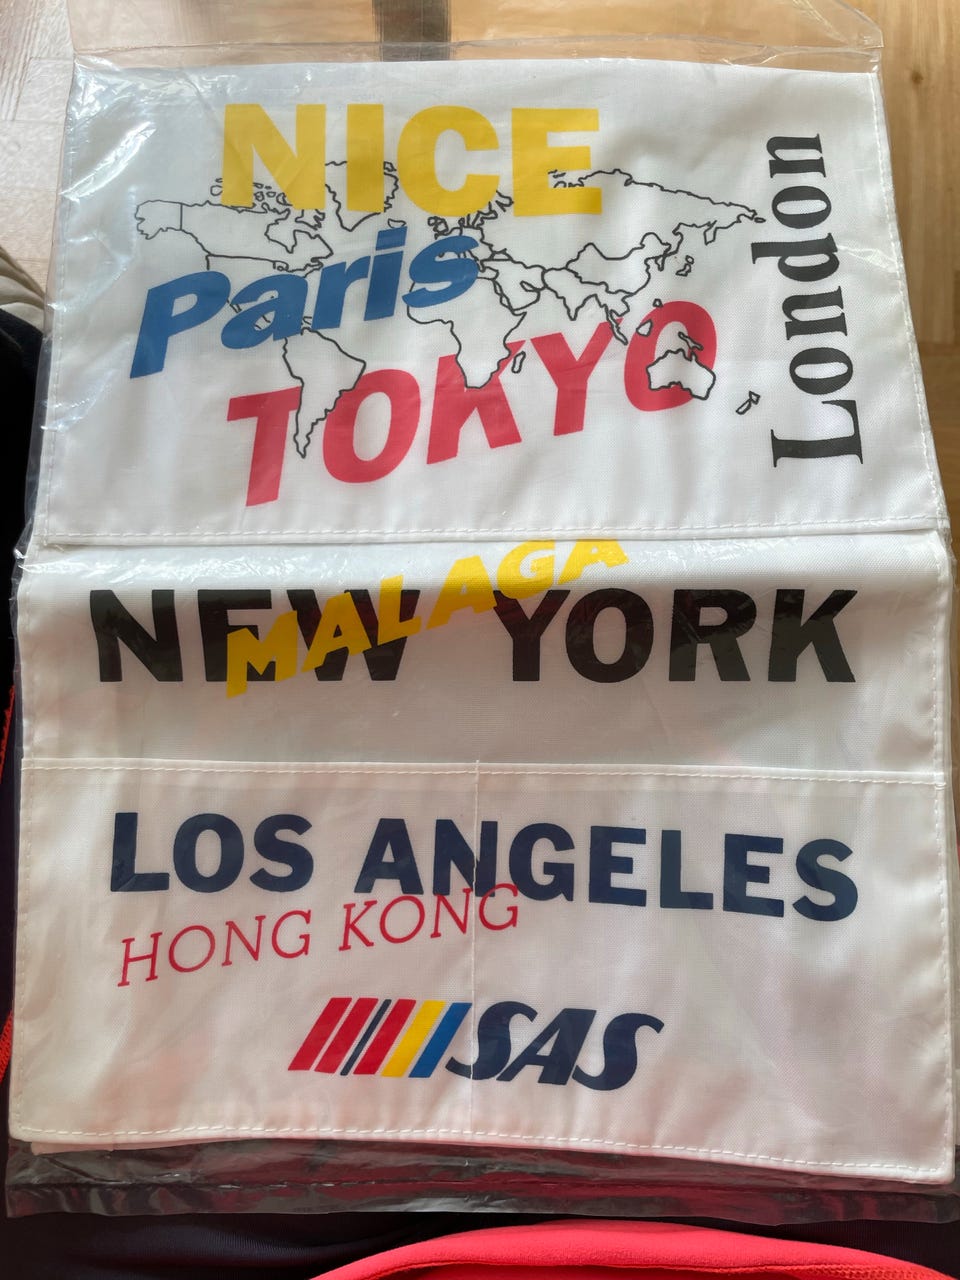 NICE
Paris
TOKYO
London
MALAGA
NEW YORK
LOS ANGELES
HONG KONG
SAS